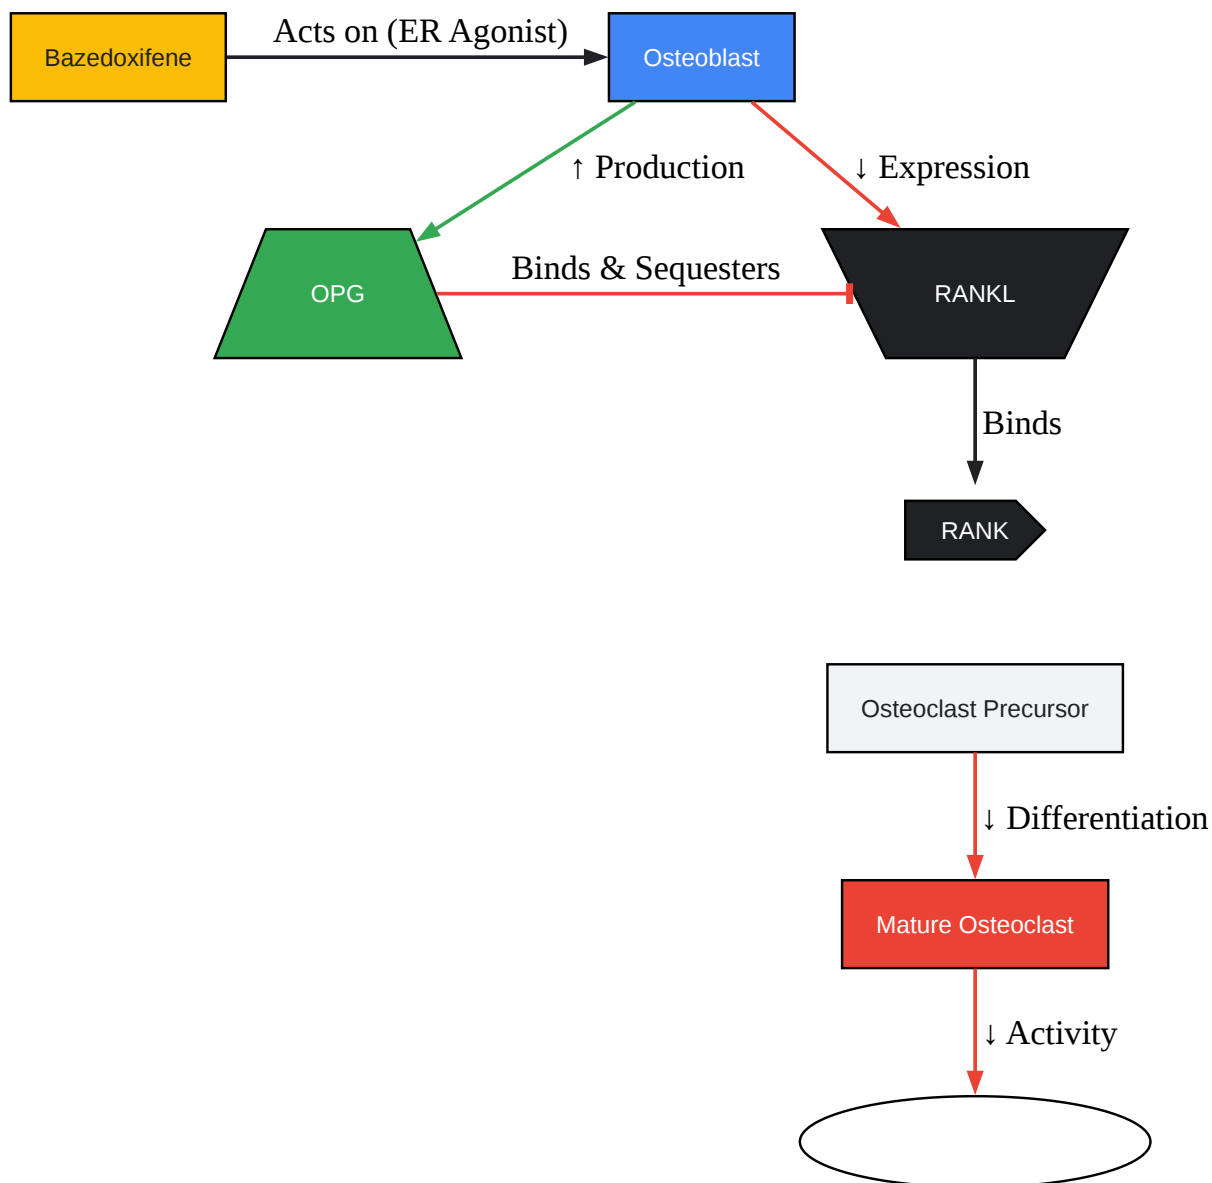 Bazedoxifene
Acts on (ER Agonist)
Osteoblast
↑ Production
↓ Expression
Binds & Sequesters
OPG
RANKL
Binds
RANK
Osteoclast Precursor
↓ Differentiation
Mature Osteoclast
↓ Activity